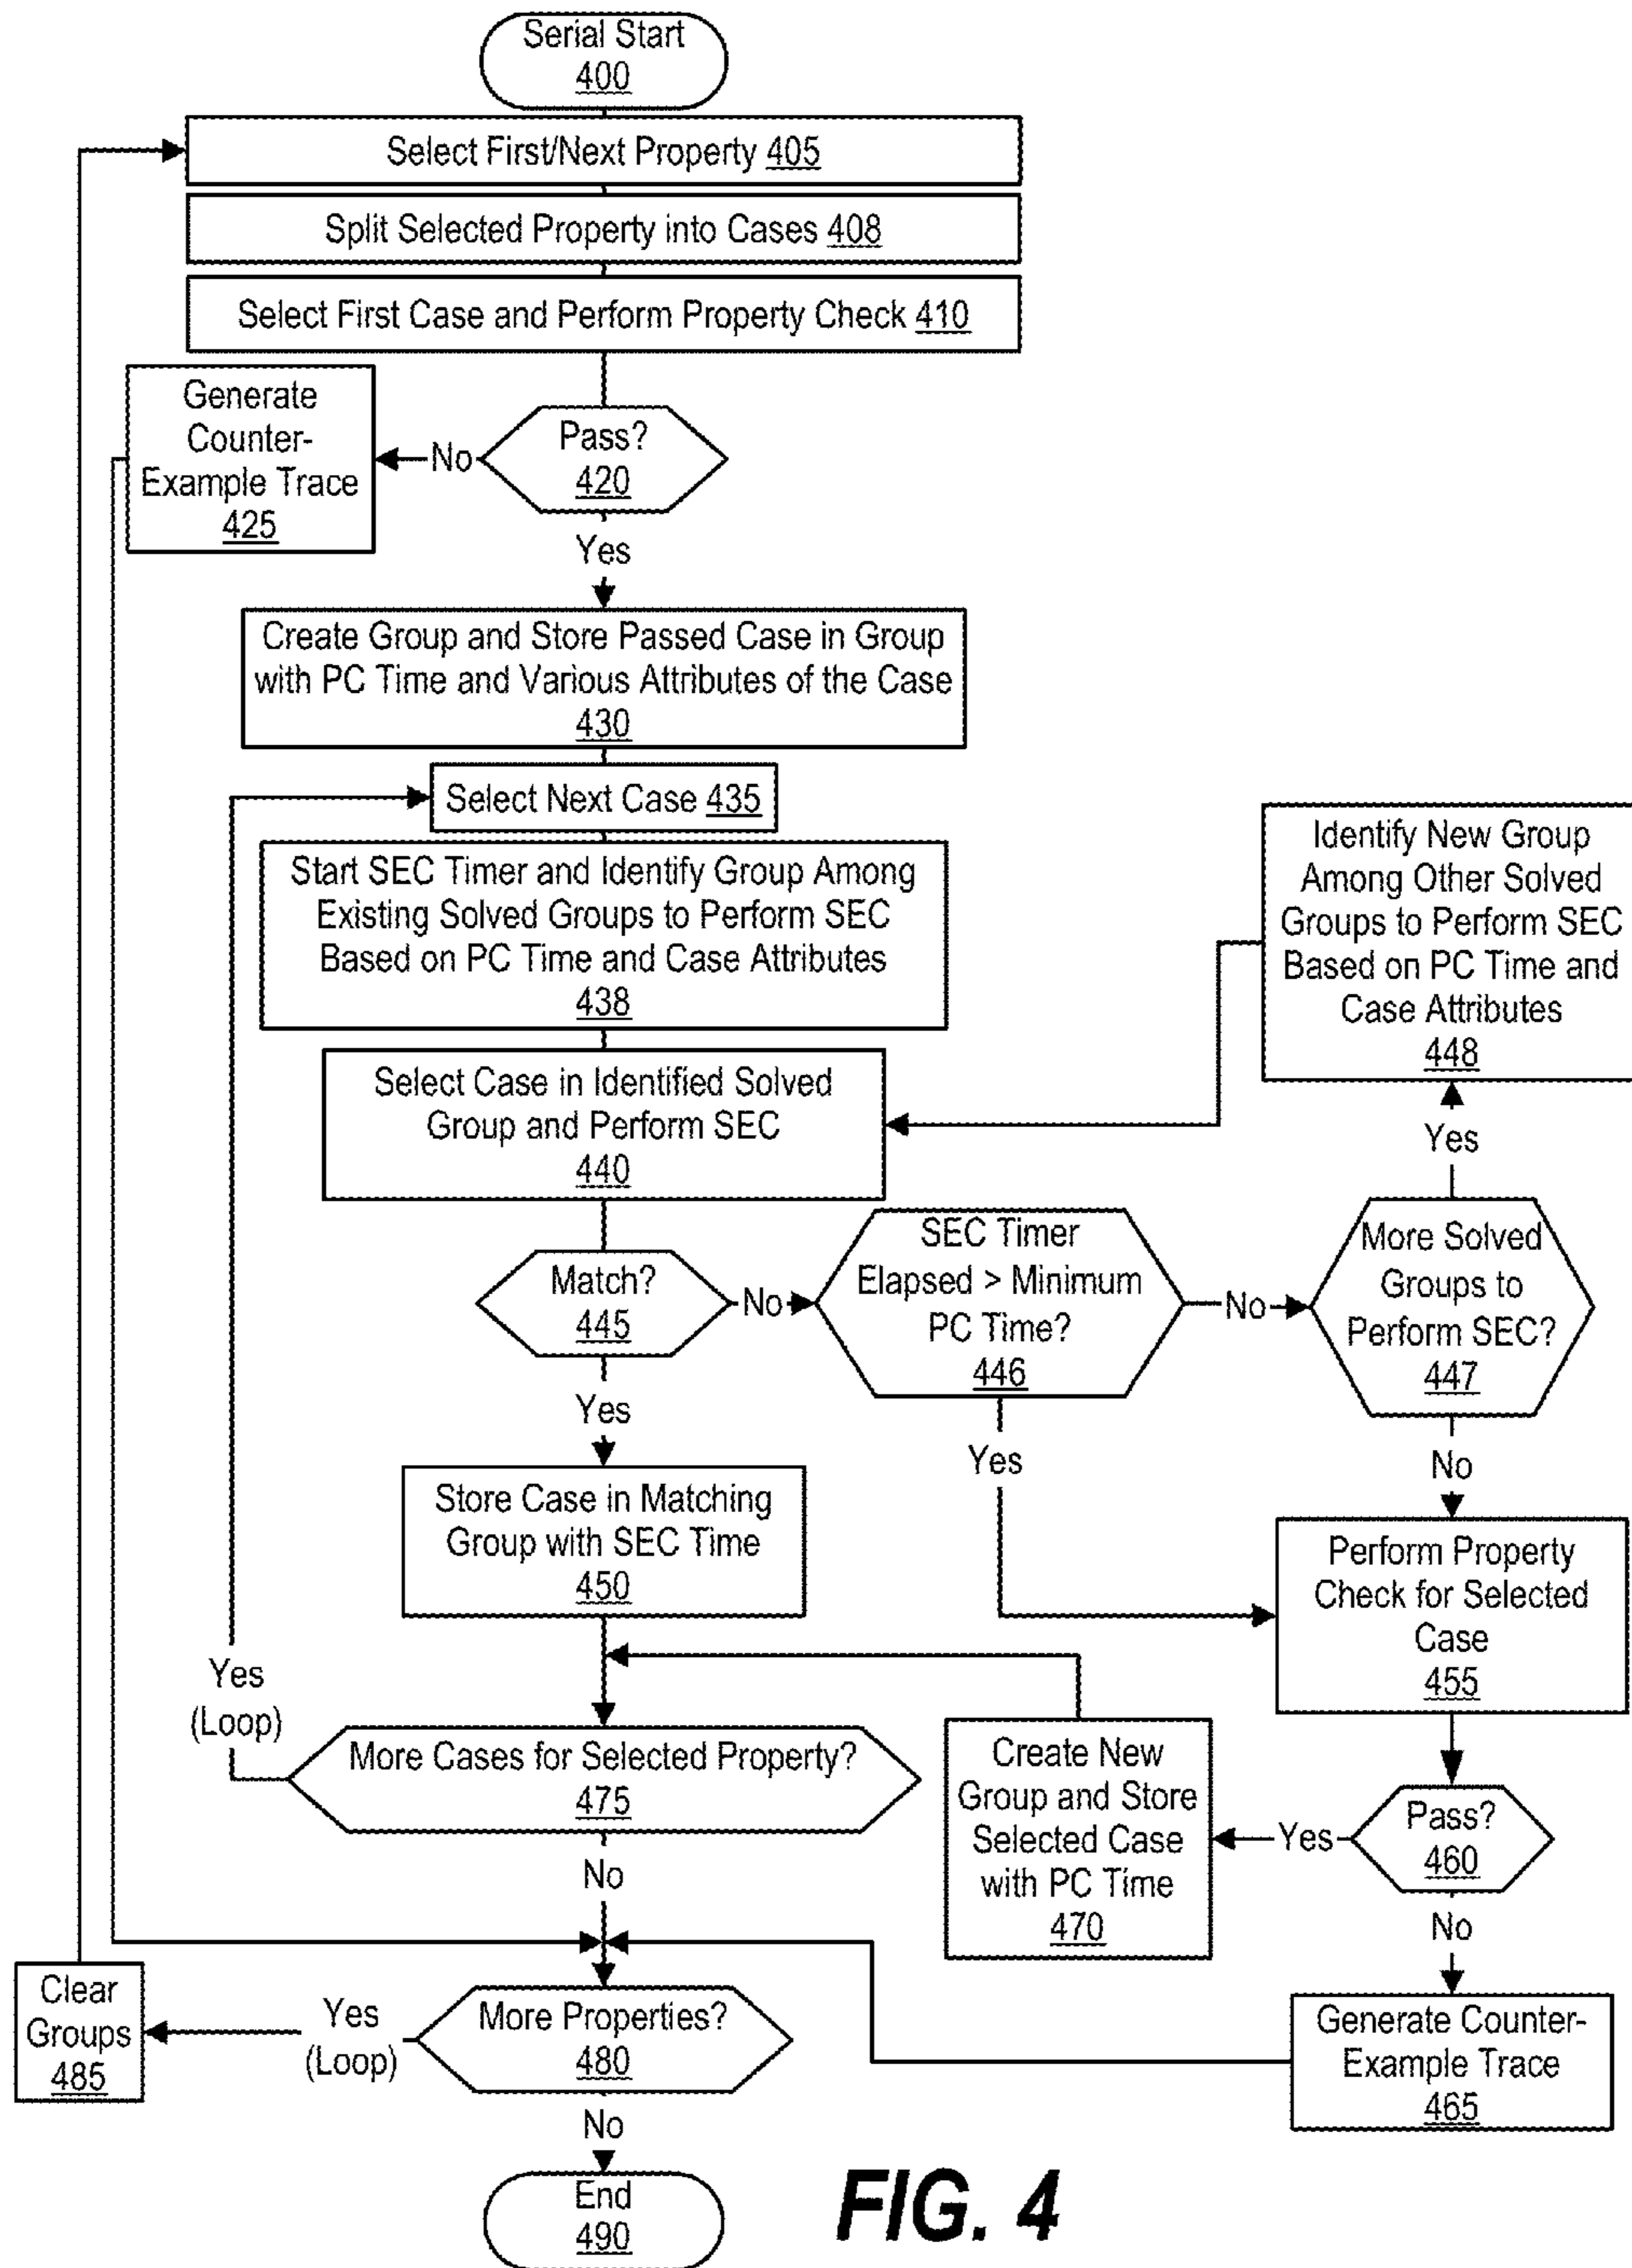 Serial Start
400
Select First/Next Property 405
Split Selected Property into Cases 408
Select First Case and Perform Property Check 410
Generate
Counter-
Example Trace
425
No
Pass?
420
Yes
Create Group and Store Passed Case in Group
with PC Time and Various Attributes of the Case
430
Select Next Case 435
Start SEC Timer and Identify Group Among
Existing Solved Groups to Perform SEC
Based on PC Time and Case Attributes
438
Identify New Group
Among Other Solved
Groups to Perform SEC
Based on PC Time and
Case Attributes
448
Select Case in Identified Solved
Group and Perform SEC
440
Yes
Match?
445
No
SEC Timer
Elapsed > Minimum
PC Time?
446
No
More Solved
Groups to
Perform SEC?
447
Yes
Yes
No
Store Case in Matching
Group with SEC Time
450
Perform Property
Check for Selected
Case
455
Yes
(Loop)
More Cases for Selected Property?
475
Create New
Group and Store
Selected Case
with PC Time
470
Yes
Pass?
460
No
No
Clear
Groups
485
Yes
(Loop)
More Properties?
480
Generate Counter-
Example Trace
465
No
End
490
FIG. 4